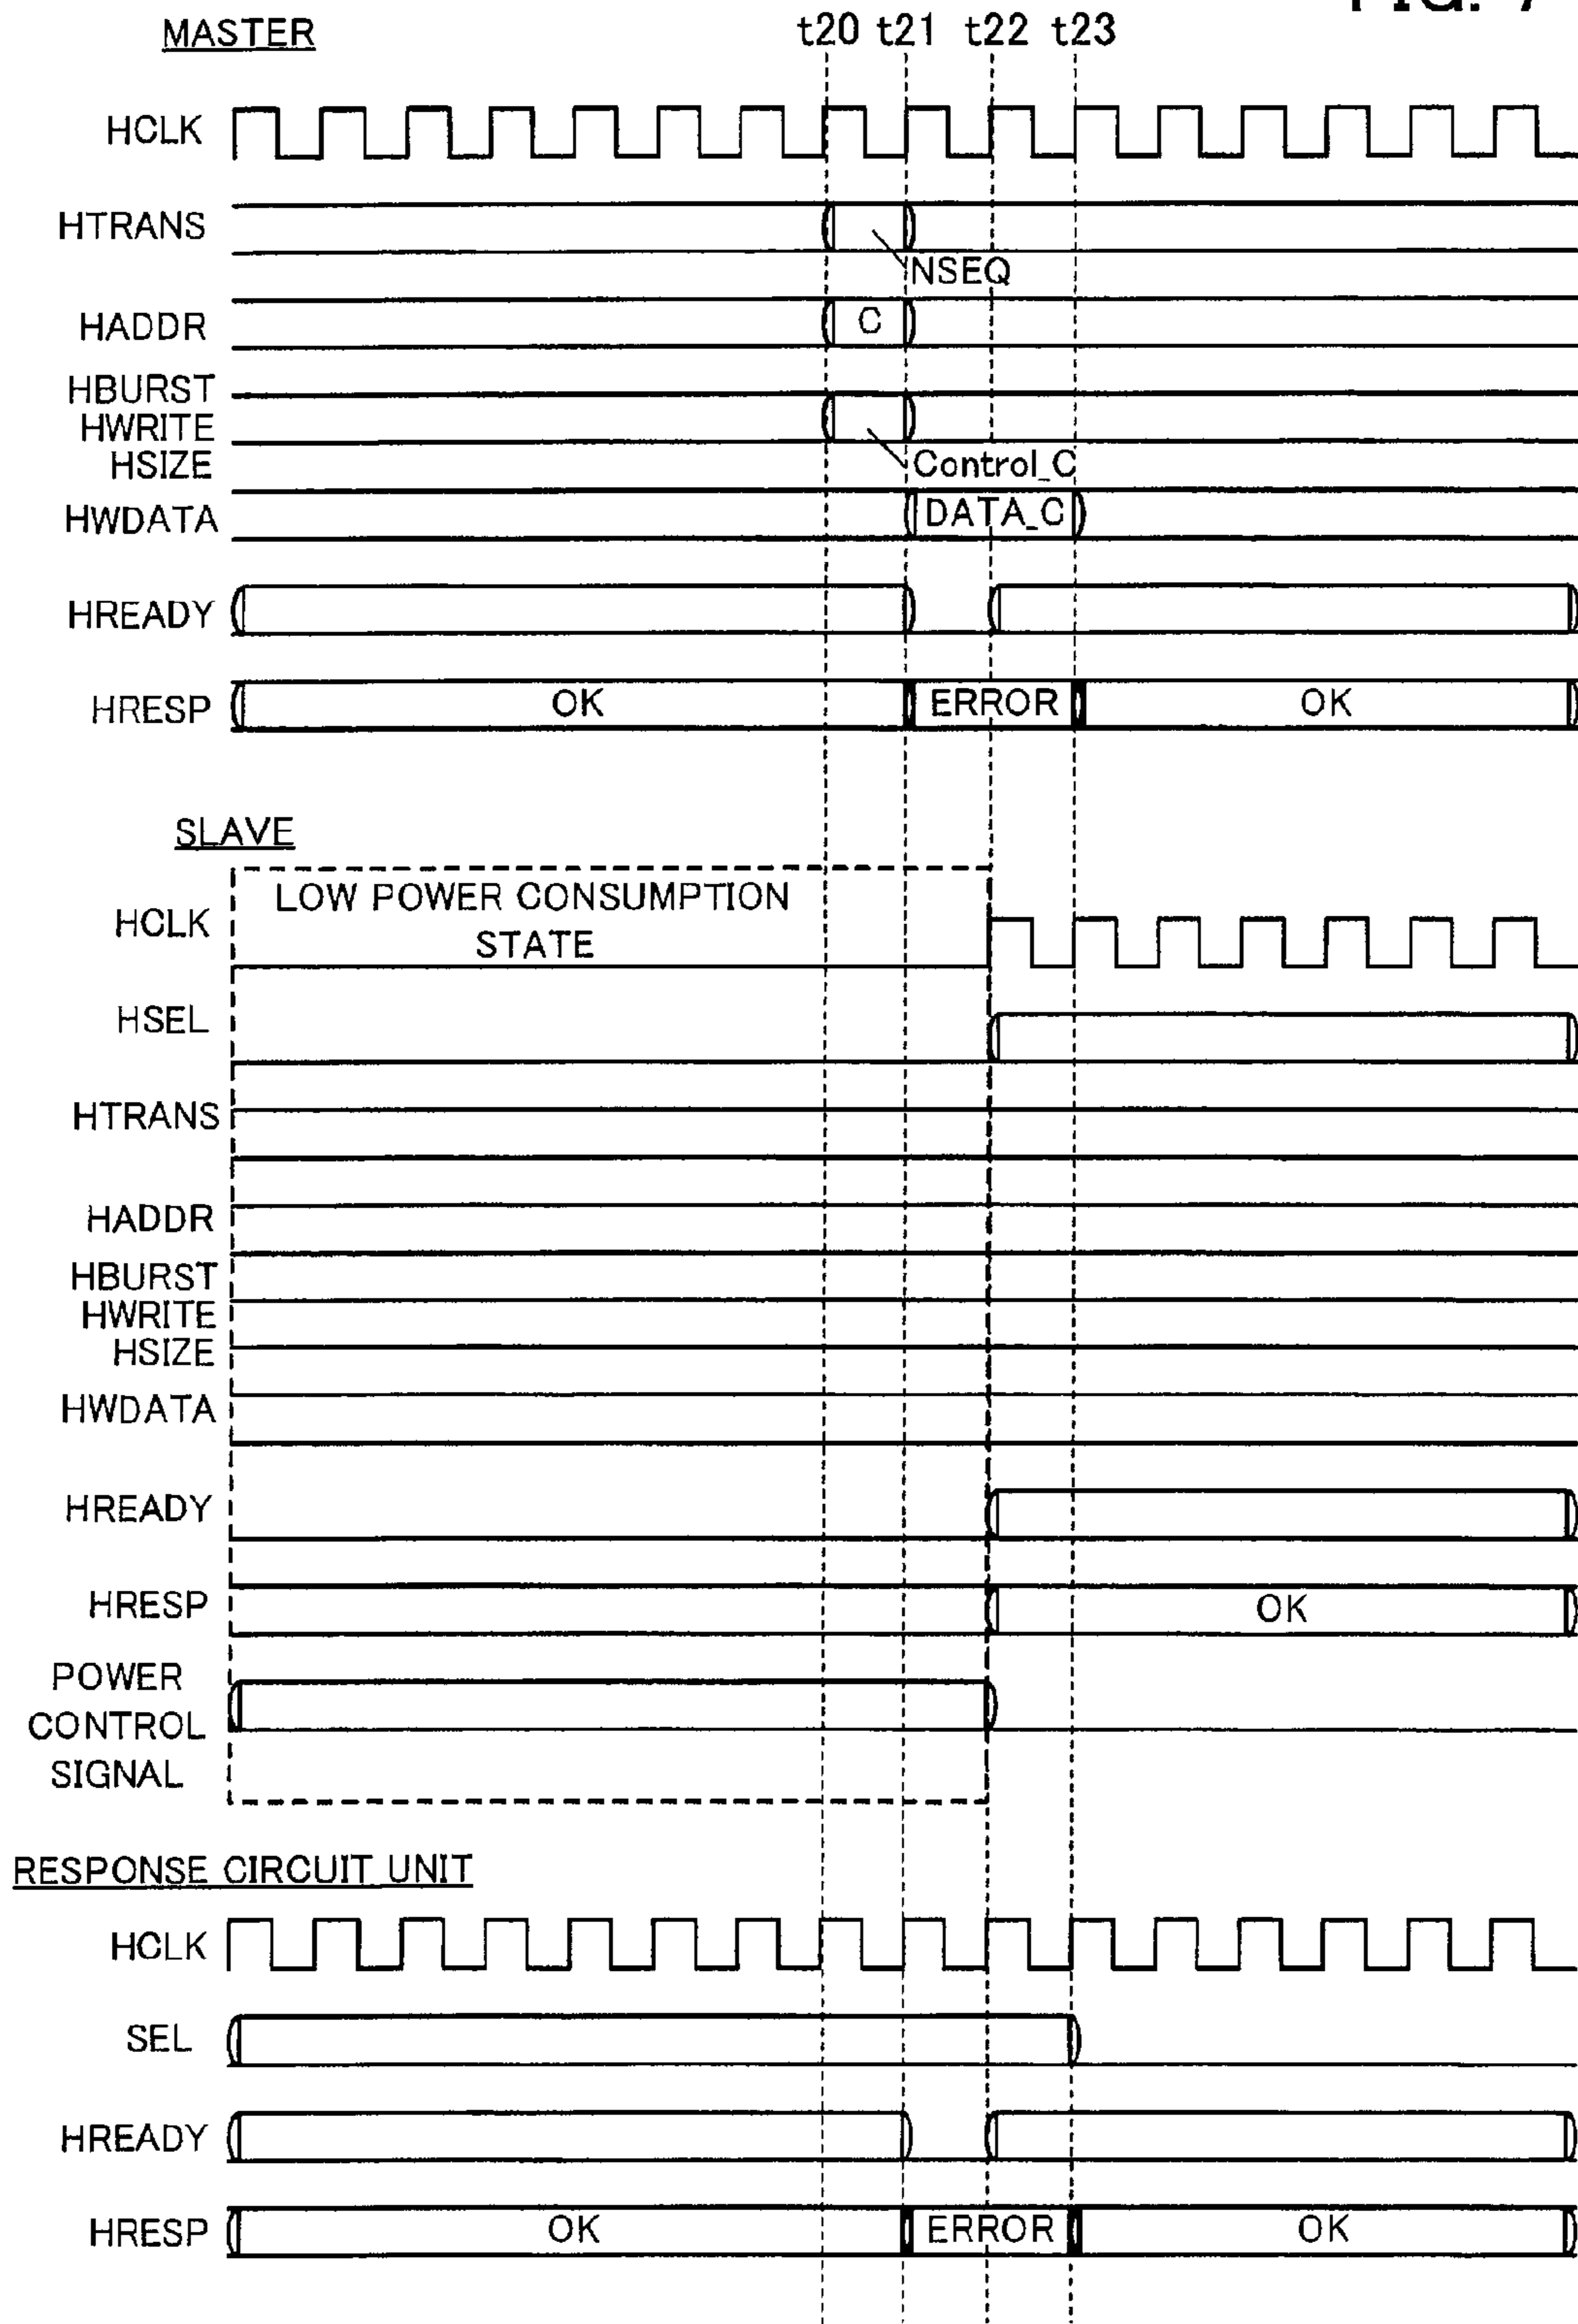 FIG. 7
MASTER
t20 t21 t22 t23
HCLK
HTRANS
NSEQ
HADDR
C
HBURST
HWRITE
HSIZE
Control_C
HWDATA
DATA_C
HREADY
HRESP
OK
ERROR
OK
SLAVE
LOW POWER CONSUMPTION
STATE
HCLK
HSEL
HTRANS
HADDR
HBURST
HWRITE
HSIZE
HWDATA
HREADY
HRESP
OK
POWER
CONTROL
SIGNAL
RESPONSE CIRCUIT UNIT
HCLK
SEL
HREADY
HRESP
OK
ERROR
OK